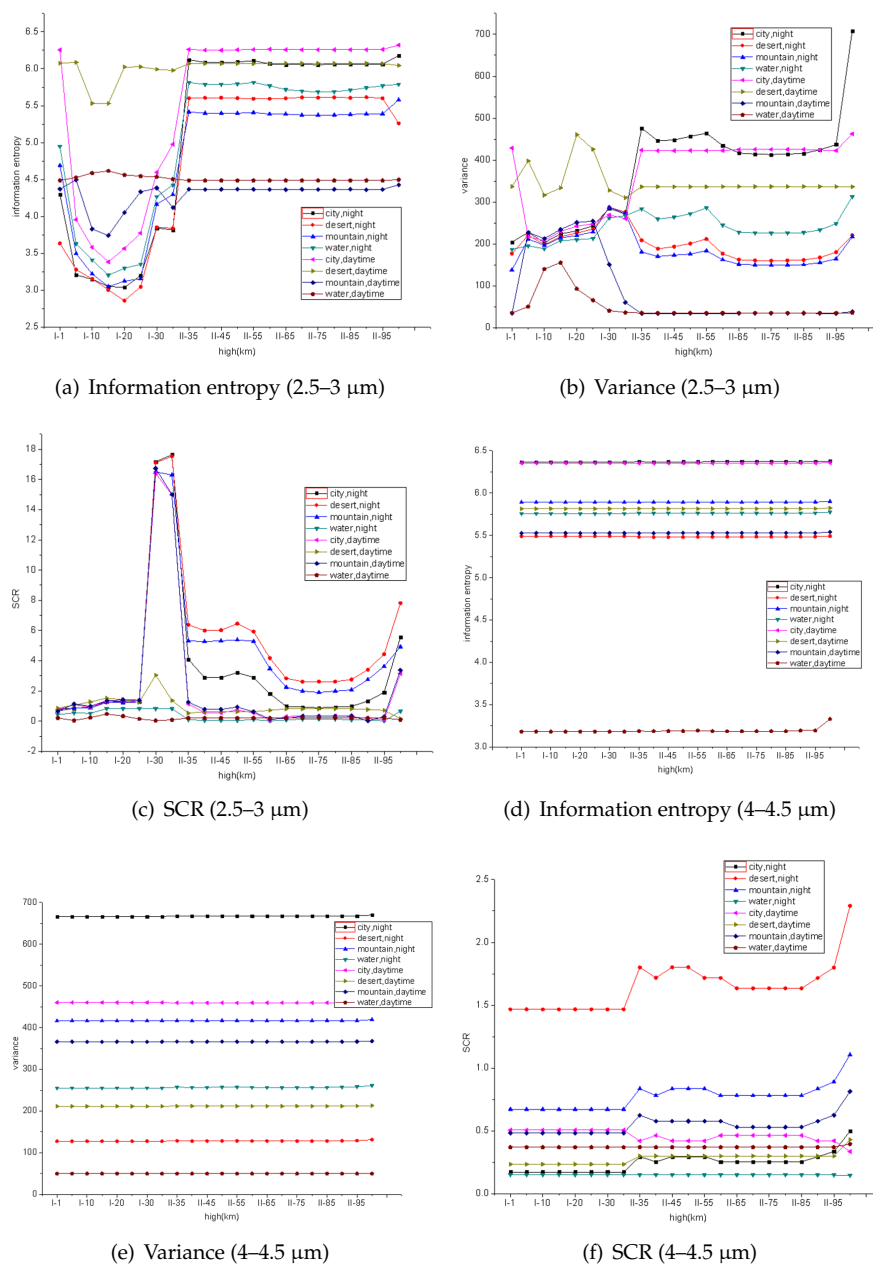 information entropy
6.25
6.0
5.5
5.0
4.5
4.0
3.5
3.0
2.5
city,night
desert,night
mountain,night
water,night
city,daytime
desert,daytime
mountain,daytime
water,daytime
I-1 I-10 I-20 I-30 II-35 II-45 II-55 II-65 II-75 II-85 II-95
high(km)
(a) Information entropy (2.5–3 μm)
variance
700
600
500
400
300
200
100
0
city,night
desert,night
mountain,night
water,night
city,daytime
desert,daytime
mountain,daytime
water,daytime
I-1 I-10 I-20 I-30 II-35 II-45 II-55 II-65 II-75 II-85 II-95
high(km)
(b) Variance (2.5–3 μm)
SCR
18
16
14
12
10
8
6
4
2
0
-2
city,night
desert,night
mountain,night
water,night
city,daytime
desert,daytime
mountain,daytime
water,daytime
I-1 I-10 I-20 I-30 II-35 II-45 II-55 II-65 II-75 II-85 II-95
high(km)
(c) SCR (2.5–3 μm)
information entropy
6.5
6.0
5.5
5.0
4.5
4.0
3.5
3.0
city,night
desert,night
mountain,night
water,night
city,daytime
desert,daytime
mountain,daytime
water,daytime
I-1 I-10 I-20 I-30 II-35 II-45 II-55 II-65 II-75 II-85 II-95
high(km)
(d) Information entropy (4–4.5 μm)
variance
700
600
500
400
300
200
100
0
city,night
desert,night
mountain,night
water,night
city,daytime
desert,daytime
mountain,daytime
water,daytime
I-1 I-10 I-20 I-30 II-35 II-45 II-55 II-65 II-75 II-85 II-95
high(km)
(e) Variance (4–4.5 μm)
SCR
2.5
2.0
1.5
1.0
0.5
0.0
city,night
desert,night
mountain,night
water,night
city,daytime
desert,daytime
mountain,daytime
water,daytime
I-1 I-10 I-20 I-30 II-35 II-45 II-55 II-65 II-75 II-85 II-95
high(km)
(f) SCR (4–4.5 μm)